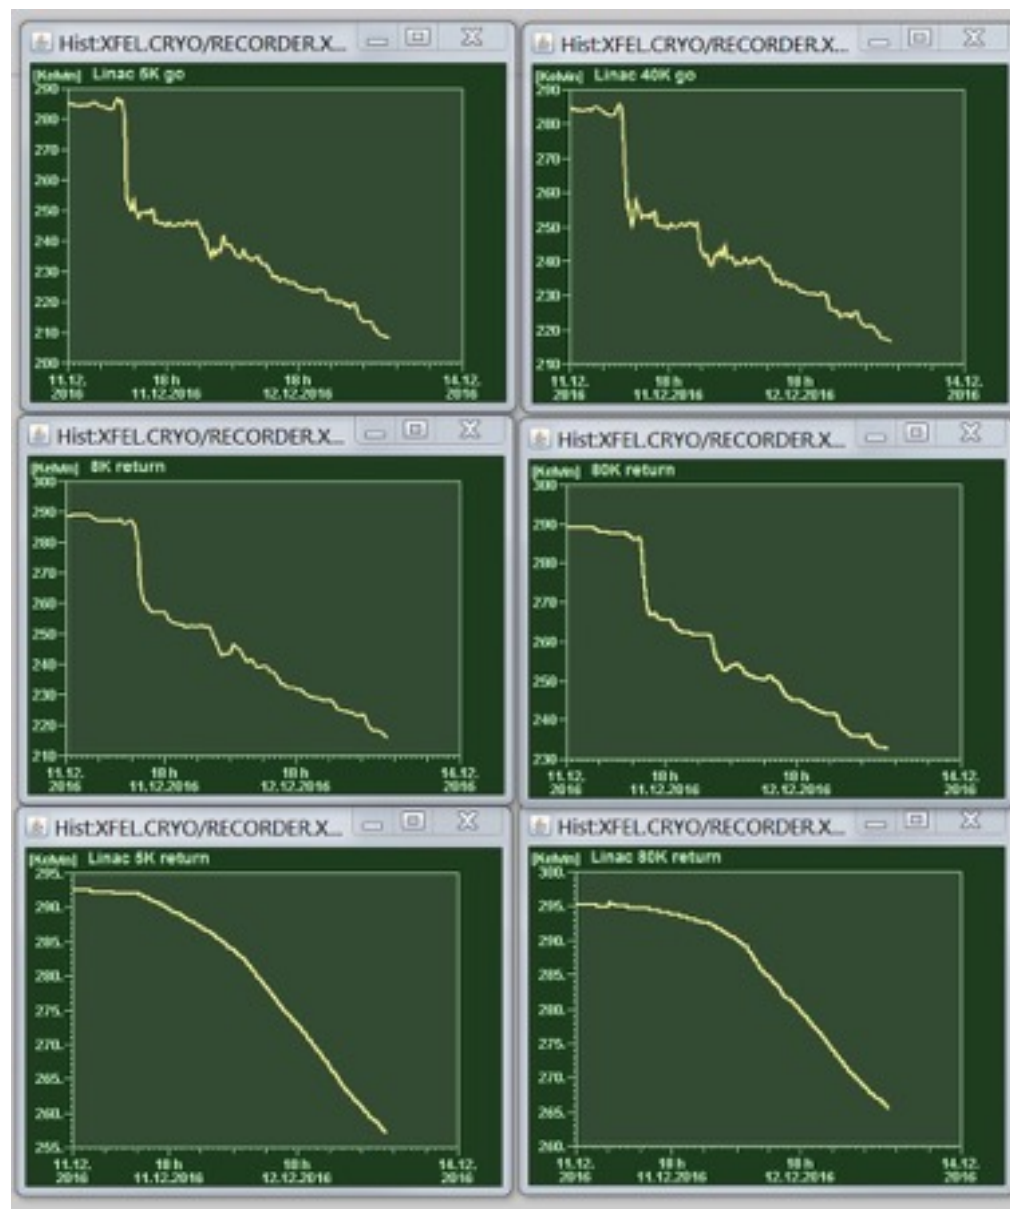 Hist:XFEL.CRYO/RECORDER.X...
[Kelvin] Linac 5K go
290
280
270
260
250
240
230
220
210
200
11.12. 18 h 18 h 14.12.
2016 11.12.2016 12.12.2016 2016
Hist:XFEL.CRYO/RECORDER.X...
[Kelvin] Linac 40K go
290
280
270
260
250
240
230
220
210
11.12. 18 h 18 h 14.12.
2016 11.12.2016 12.12.2016 2016
Hist:XFEL.CRYO/RECORDER.X...
[Kelvin] 8K return
300
290
280
270
260
250
240
230
220
210
11.12. 18 h 18 h 14.12.
2016 11.12.2016 12.12.2016 2016
Hist:XFEL.CRYO/RECORDER.X...
[Kelvin] 80K return
300
290
280
270
260
250
240
230
11.12. 18 h 18 h 14.12.
2016 11.12.2016 12.12.2016 2016
Hist:XFEL.CRYO/RECORDER.X...
[Kelvin] Linac 5K return
295.
290.
285.
280.
275.
270.
265.
260.
255.
11.12. 18 h 18 h 14.12.
2016 11.12.2016 12.12.2016 2016
Hist:XFEL.CRYO/RECORDER.X...
[Kelvin] Linac 80K return
300.
295.
290.
285.
280.
275.
270.
265.
260.
11.12. 18 h 18 h 14.12.
2016 11.12.2016 12.12.2016 2016